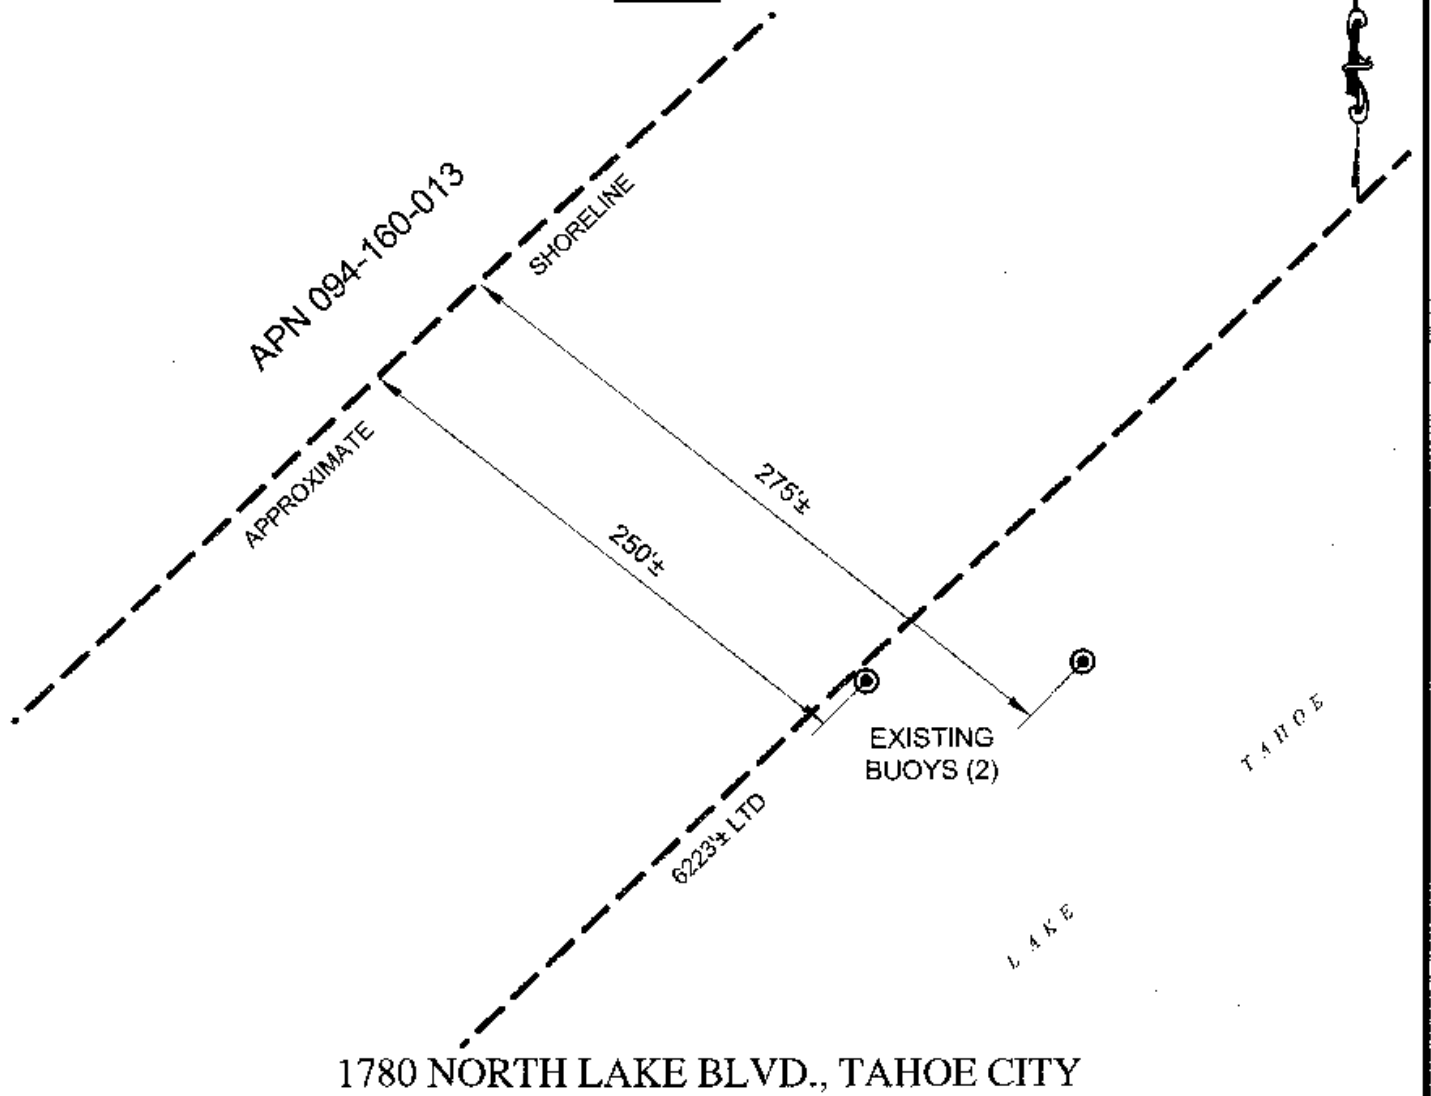 APN 094-160-013
SHORELINE
APPROXIMATE
275'±
250'±
EXISTING
BUOYS (2)
6223'± LTD
TAHOE
LAKE
1780 NORTH LAKE BLVD., TAHOE CITY